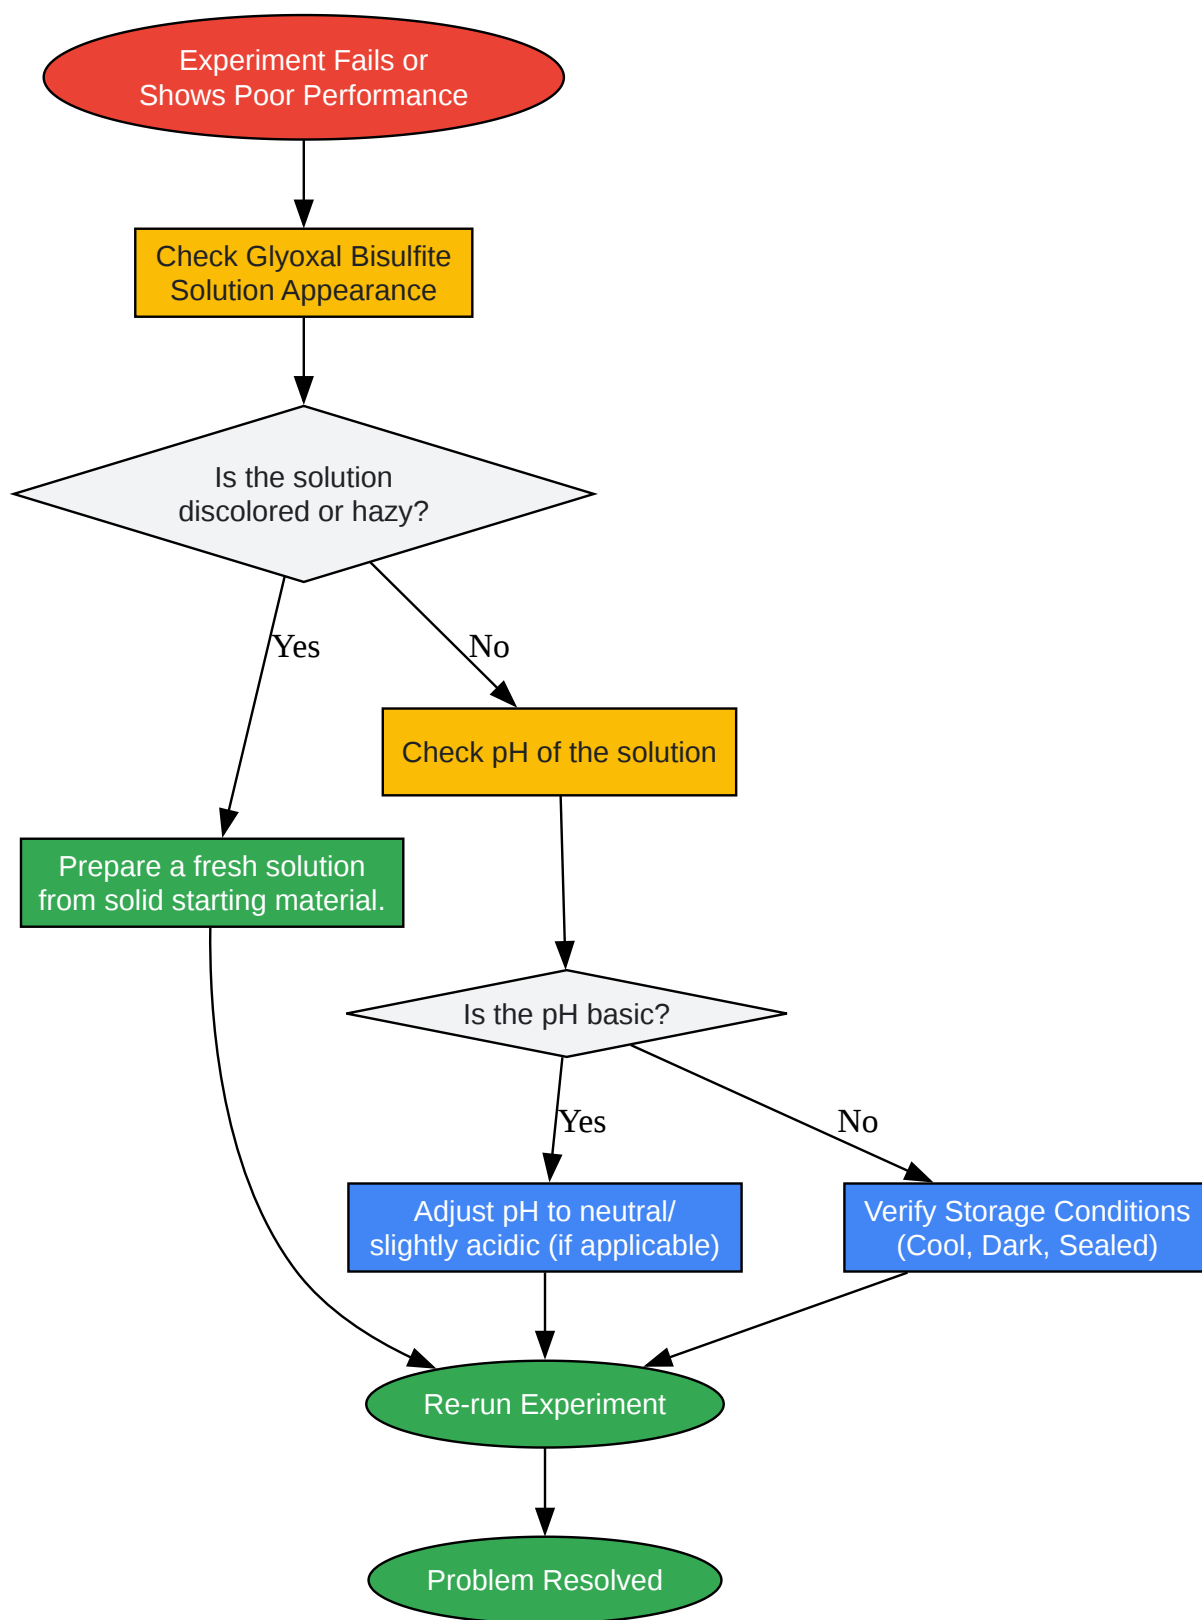 Experiment Fails or
Shows Poor Performance
Check Glyoxal Bisulfite
Solution Appearance
Is the solution
discolored or hazy?
Yes
No
Check pH of the solution
Prepare a fresh solution
from solid starting material.
Is the pH basic?
Yes
No
Adjust pH to neutral/
slightly acidic (if applicable)
Verify Storage Conditions
(Cool, Dark, Sealed)
Re-run Experiment
Problem Resolved